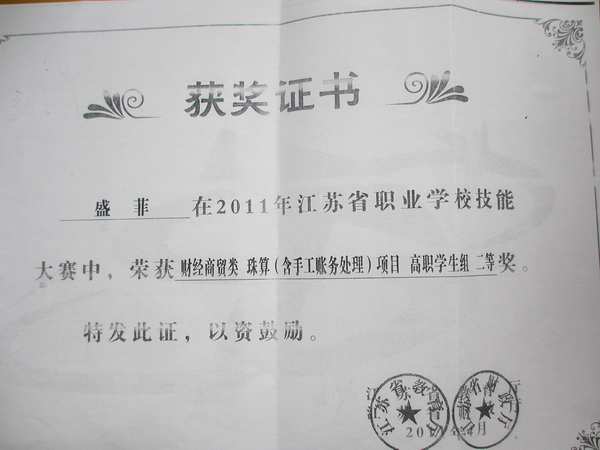 获奖证书
盛 菲 在2011年江苏省职业学校技能
大赛中，荣获 财经商贸类 珠算（含手工账务处理）项目 高职学生组 二等奖。
特发此证，以资鼓励。
年4月